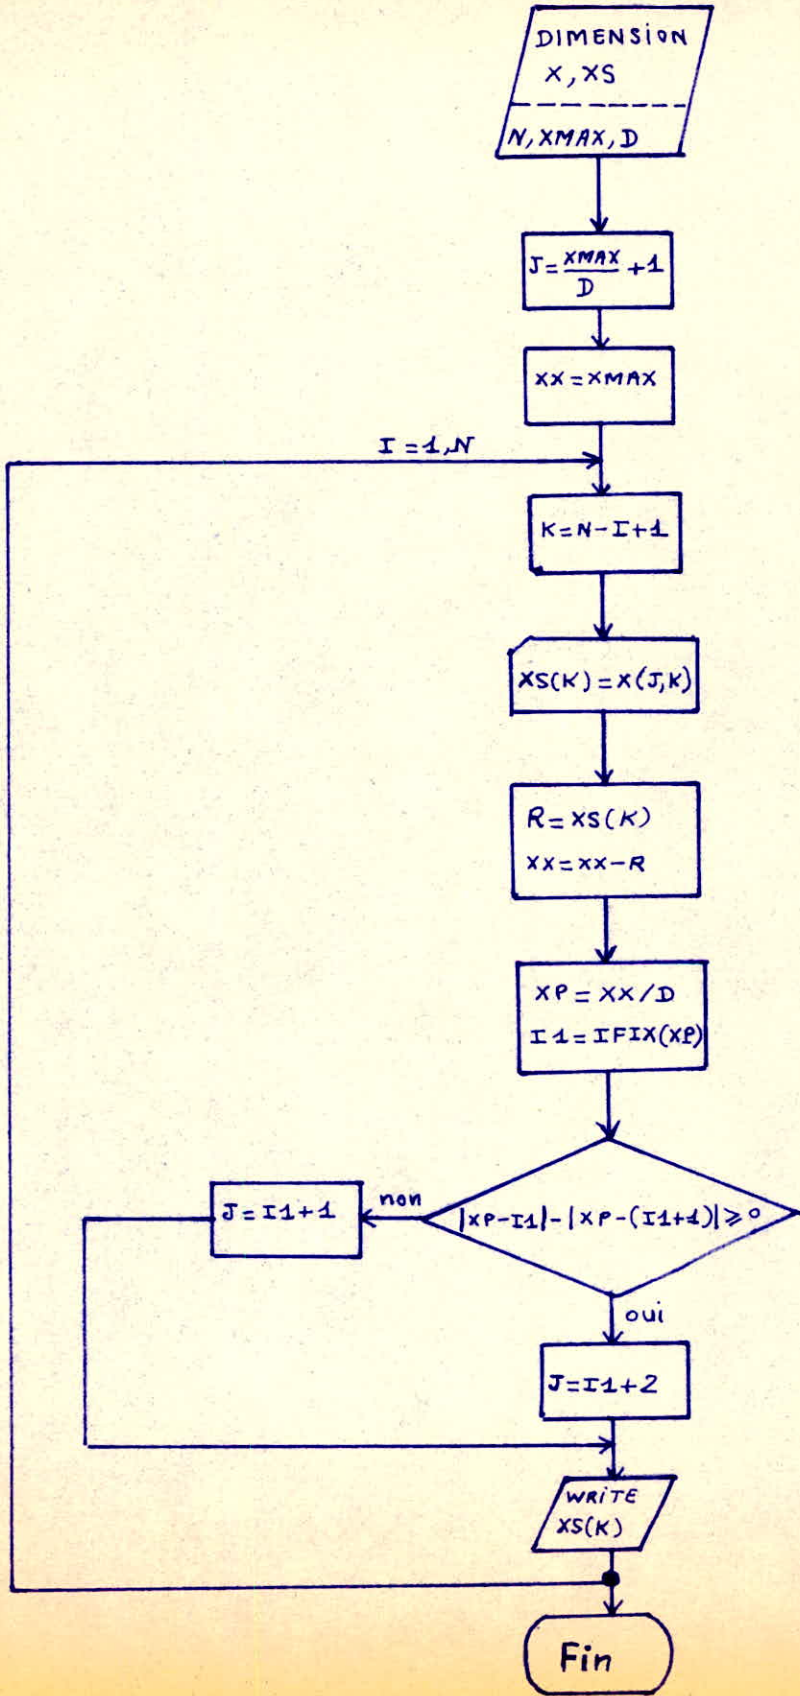 DIMENSION
X, XS
N, XMAX, D
J = XMAX/D + 1
XX = XMAX
I = 1, N
K = N - I + 1
XS(K) = X(J,K)
R = XS(K)
XX = XX - R
XP = XX/D
I1 = IFIX(XP)
|XP-I1| - |XP-(I1+1)| ≥ 0
non
J = I1+1
oui
J = I1+2
WRITE
XS(K)
Fin